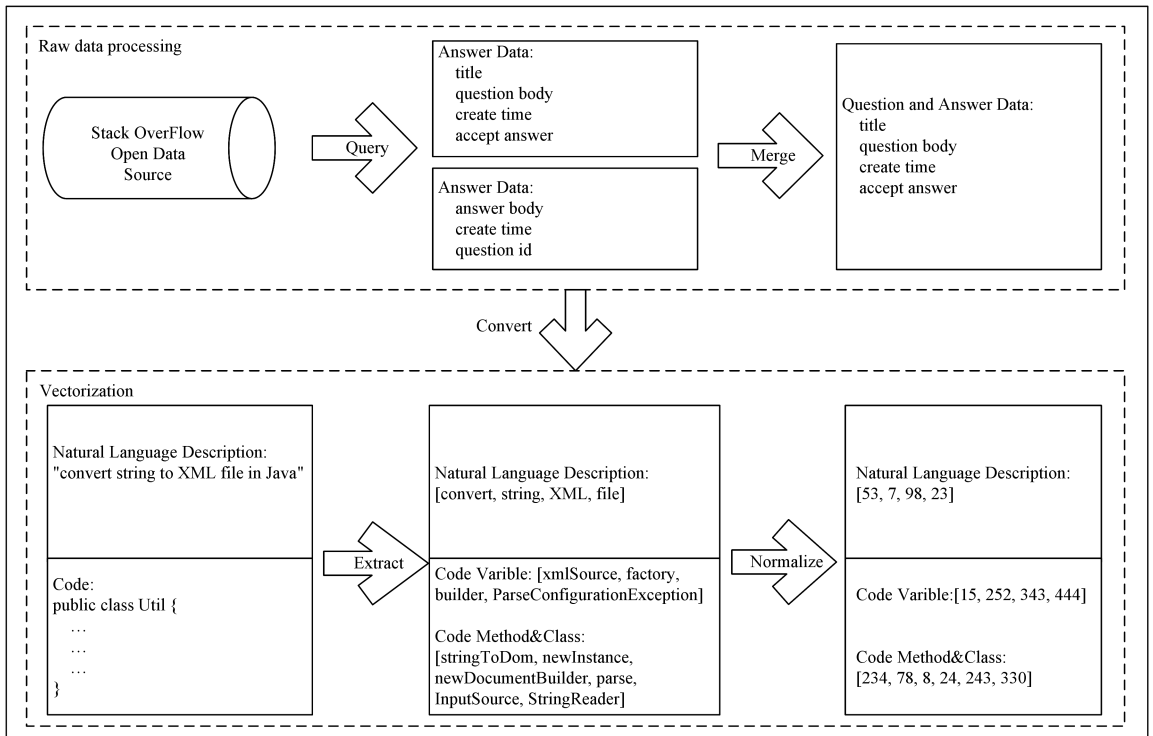 Raw data processing
Stack OverFlow
Open Data
Source
Query
Answer Data:
title
question body
create time
accept answer
Answer Data:
answer body
create time
question id
Merge
Question and Answer Data:
title
question body
create time
accept answer
Convert
Vectorization
Natural Language Description:
"convert string to XML file in Java"
Code:
public class Util {
…
…
…
}
Extract
Natural Language Description:
[convert, string, XML, file]
Code Varible: [xmlSource, factory,
builder, ParseConfigurationException]
Code Method&Class:
[stringToDom, newInstance,
newDocumentBuilder, parse,
InputSource, StringReader]
Normalize
Natural Language Description:
[53, 7, 98, 23]
Code Varible:[15, 252, 343, 444]
Code Method&Class:
[234, 78, 8, 24, 243, 330]